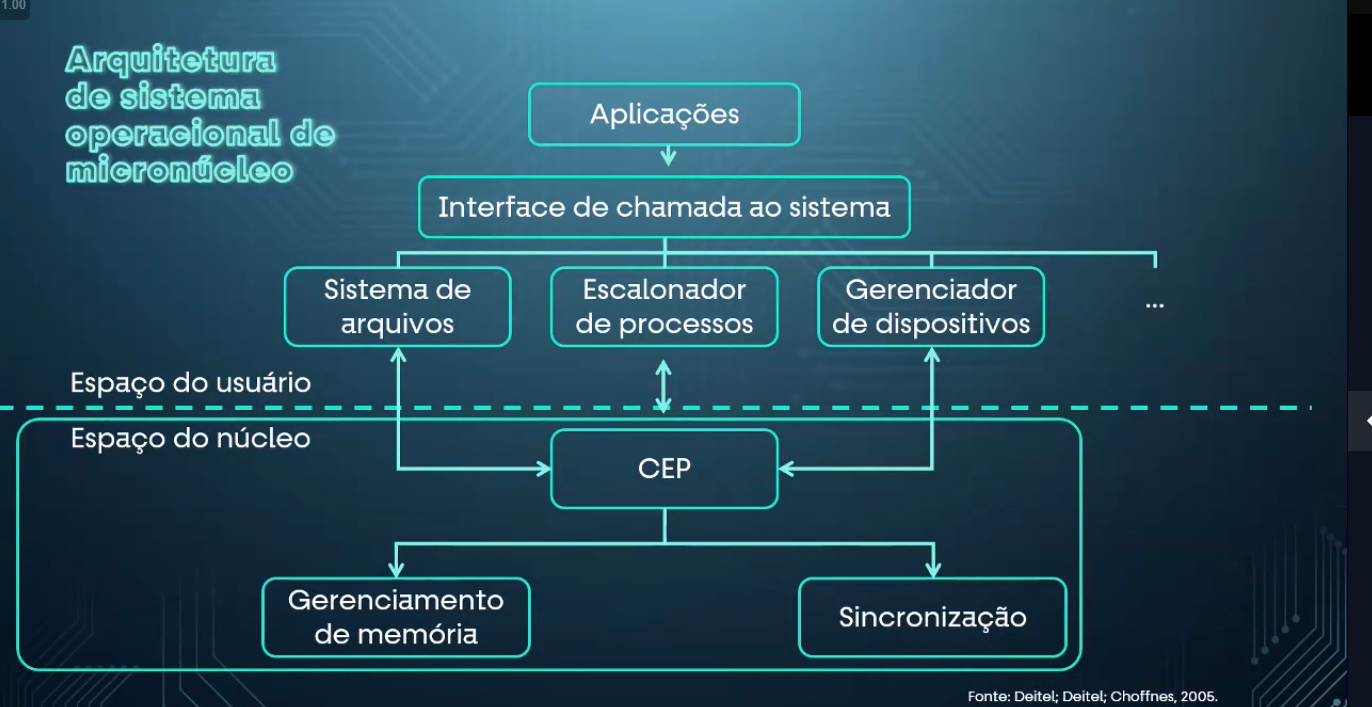 1.00
Arquitetura
de sistema
operacional de
micronúcleo
Aplicações
Interface de chamada ao sistema
Sistema de
arquivos
Escalonador
de processos
Gerenciador
de dispositivos
...
Espaço do usuário
Espaço do núcleo
CEP
Gerenciamento
de memória
Sincronização
Fonte: Deitel; Deitel; Choffnes, 2005.